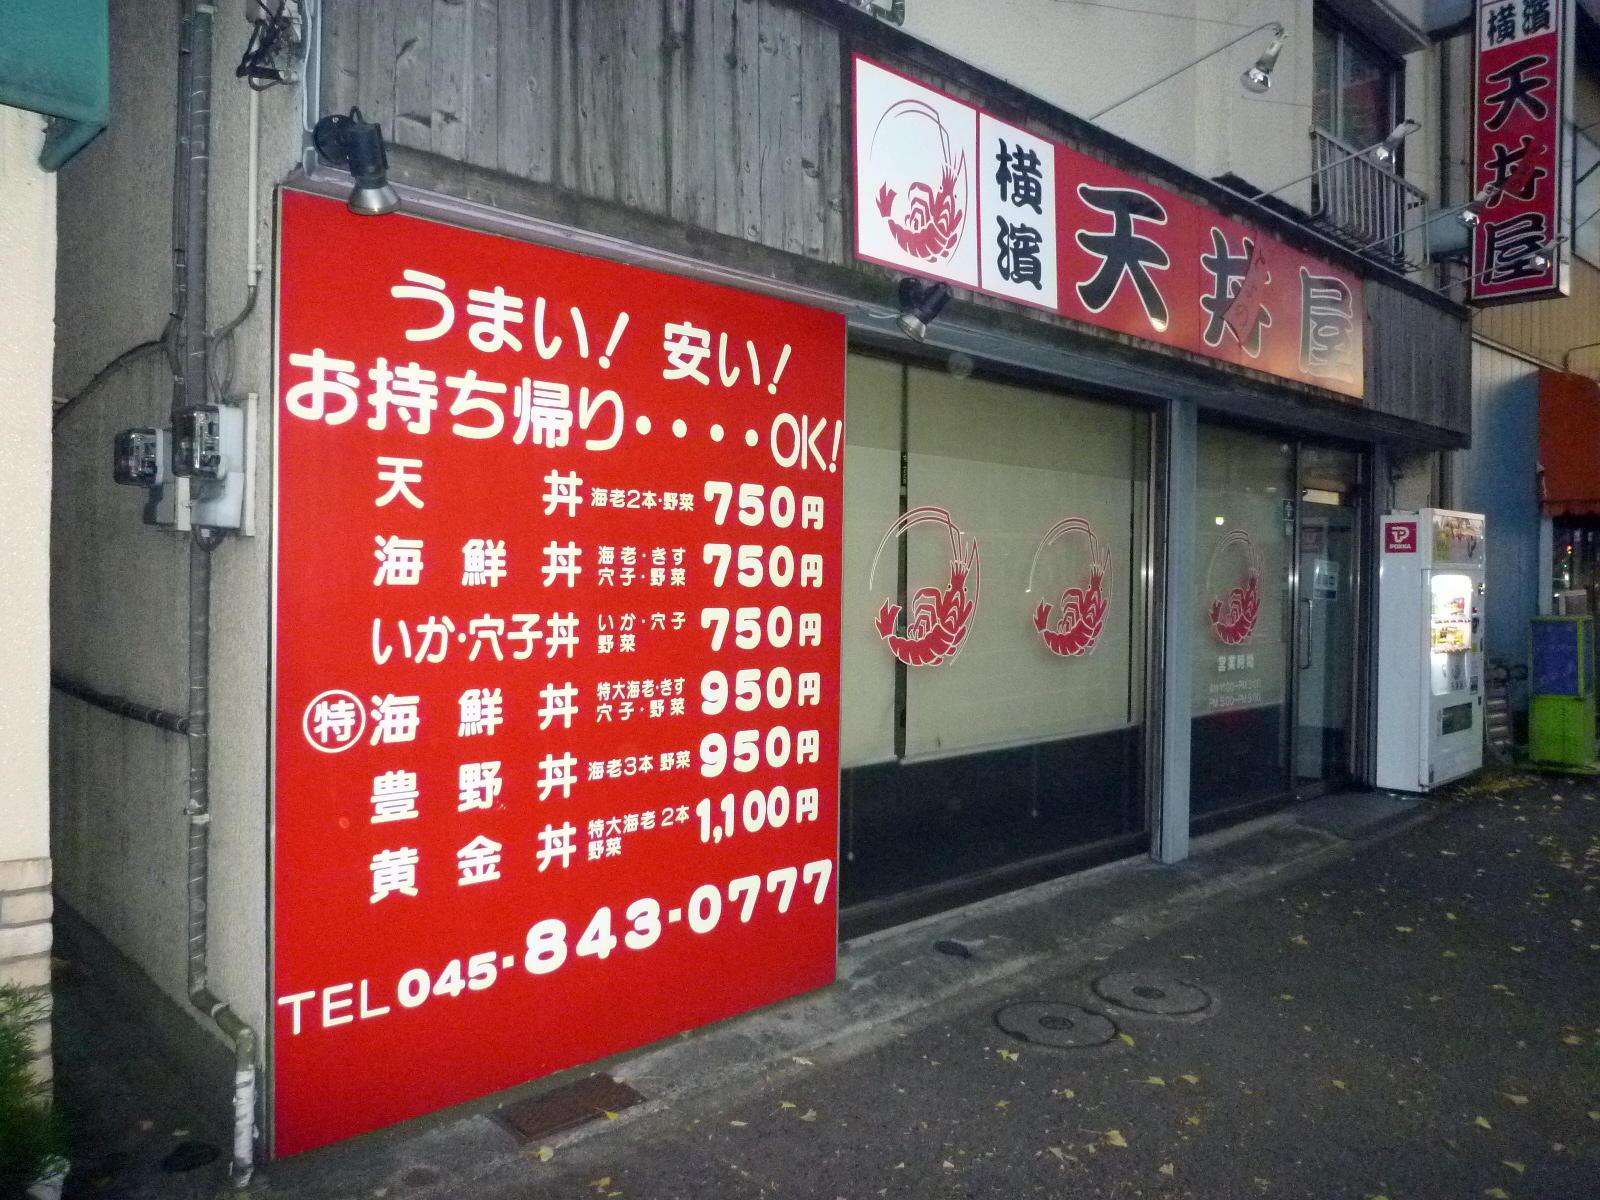 うまい! 安い!
お持ち帰り････OK!
天丼 海老2本･野菜 750円
海鮮丼 海老･きす 穴子･野菜 750円
いか･穴子丼 いか･穴子 野菜 750円
特 海鮮丼 特大海老･きす 穴子･野菜 950円
豊野丼 海老3本 野菜 950円
黄金丼 特大海老 2本 野菜 1,100円
TEL 045-843-0777
横濱 天丼屋
横濱 天丼屋
営業時間
POKKA